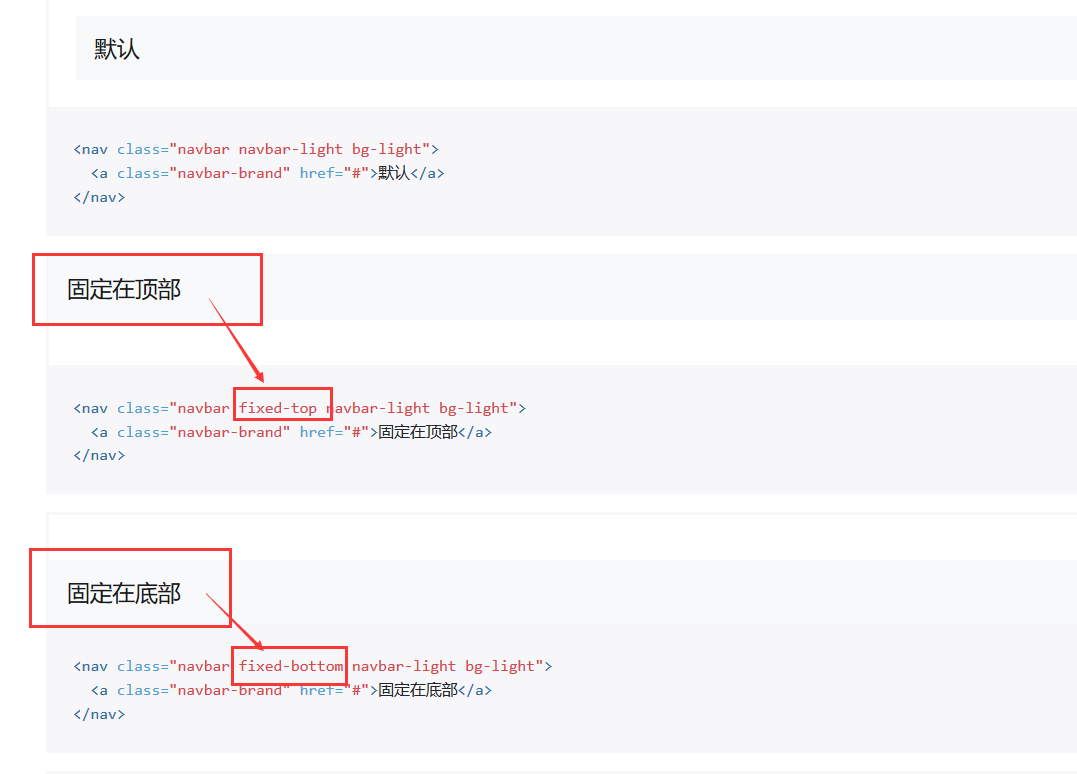 默认
<nav class="navbar navbar-light bg-light">
<a class="navbar-brand" href="#">默认</a>
</nav>
固定在顶部
<nav class="navbar fixed-top navbar-light bg-light">
<a class="navbar-brand" href="#">固定在顶部</a>
</nav>
固定在底部
<nav class="navbar fixed-bottom navbar-light bg-light">
<a class="navbar-brand" href="#">固定在底部</a>
</nav>